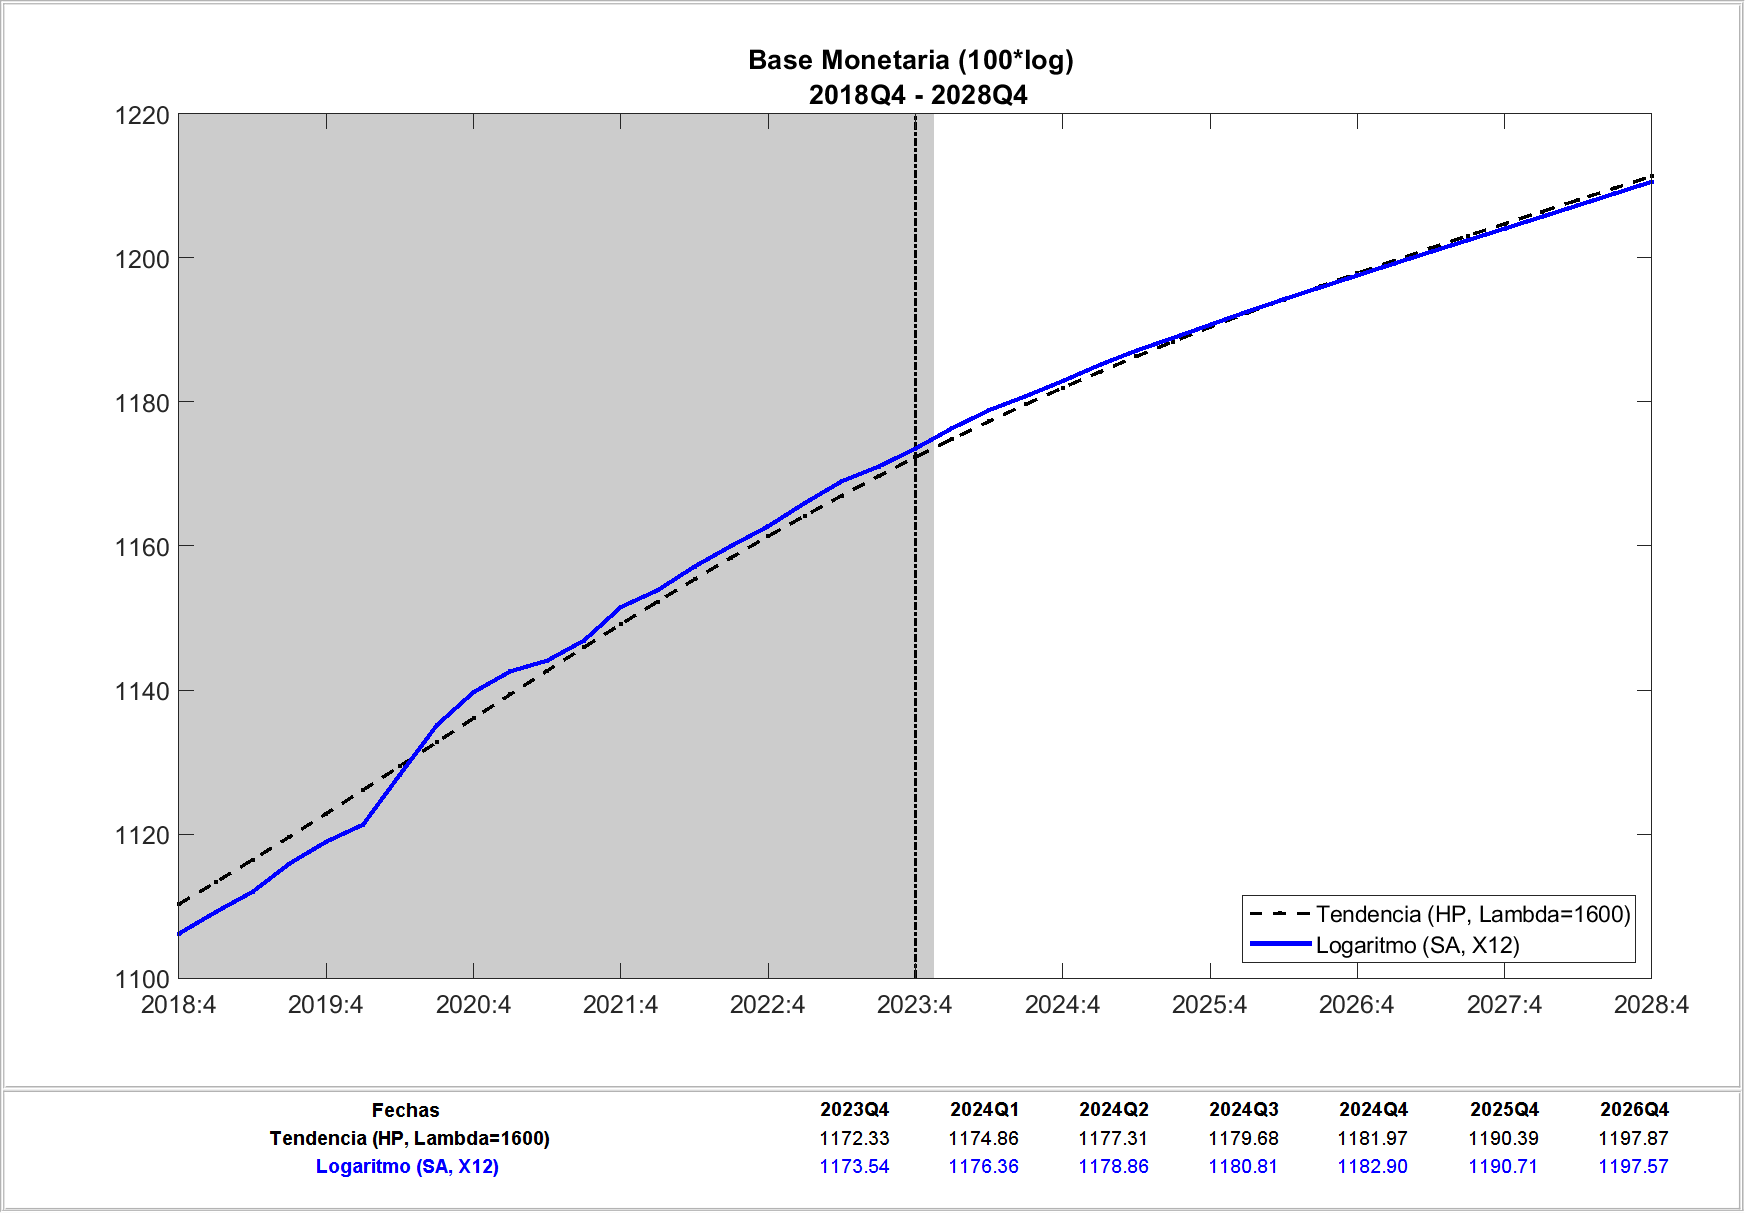 Base Monetaria (100*log)
2018Q4 - 2028Q4
1220
1200
1180
1160
1140
1120
1100
2018:4 2019:4 2020:4 2021:4 2022:4 2023:4 2024:4 2025:4 2026:4 2027:4 2028:4
Tendencia (HP, Lambda=1600)
Logaritmo (SA, X12)
Fechas 2023Q4 2024Q1 2024Q2 2024Q3 2024Q4 2025Q4 2026Q4
Tendencia (HP, Lambda=1600) 1172.33 1174.86 1177.31 1179.68 1181.97 1190.39 1197.87
Logaritmo (SA, X12) 1173.54 1176.36 1178.86 1180.81 1182.90 1190.71 1197.57